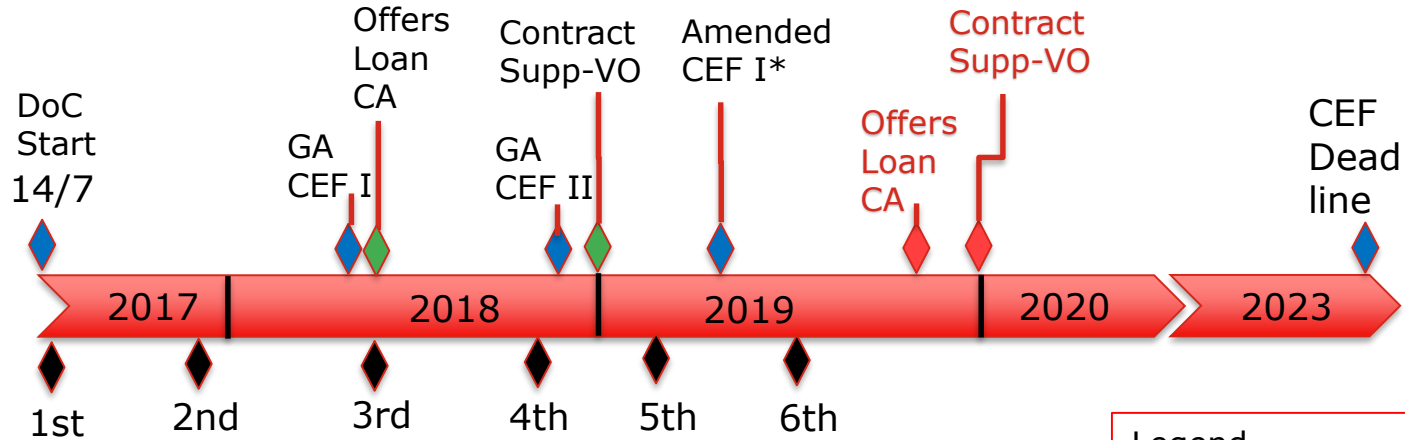 DoC
Start
14/7
GA
CEF I
Offers
Loan
CA
GA
CEF II
Contract
Supp-VO
Amended
CEF I*
Offers
Loan
CA
Contract
Supp-VO
CEF
Dead
line
2017
2018
2019
2020
2023
1st
2nd
3rd
4th
5th
6th
Legend